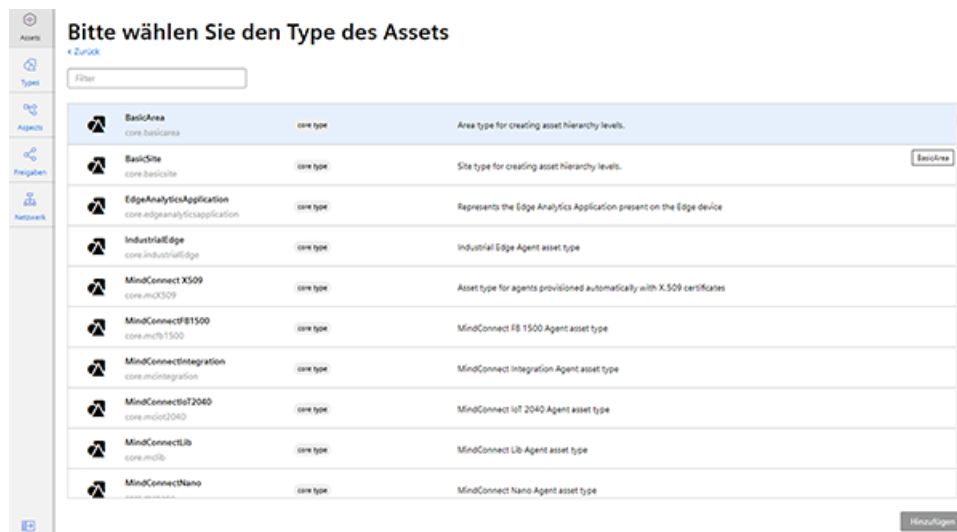 Assets
Types
Aspects
Freigaben
Netzwerk
Bitte wählen Sie den Type des Assets
« Zurück
Filter
BasicArea
core.basicarea
core type
Area type for creating asset hierarchy levels.
BasicSite
core.basicsite
core type
Site type for creating asset hierarchy levels.
BasicArea
EdgeAnalyticsApplication
core.edgeanalyticsapplication
core type
Represents the Edge Analytics Application present on the Edge device
IndustrialEdge
core.industrialEdge
core type
Industrial Edge Agent asset type
MindConnect X509
core.mcX509
core type
Asset type for agents provisioned automatically with X.509 certificates
MindConnectFB1500
core.mcfb1500
core type
MindConnect FB 1500 Agent asset type
MindConnectIntegration
core.mcintegration
core type
MindConnect Integration Agent asset type
MindConnectIoT2040
core.mciot2040
core type
MindConnect IoT 2040 Agent asset type
MindConnectLib
core.mclib
core type
MindConnect Lib Agent asset type
MindConnectNano
core type
MindConnect Nano Agent asset type
Hinzufügen